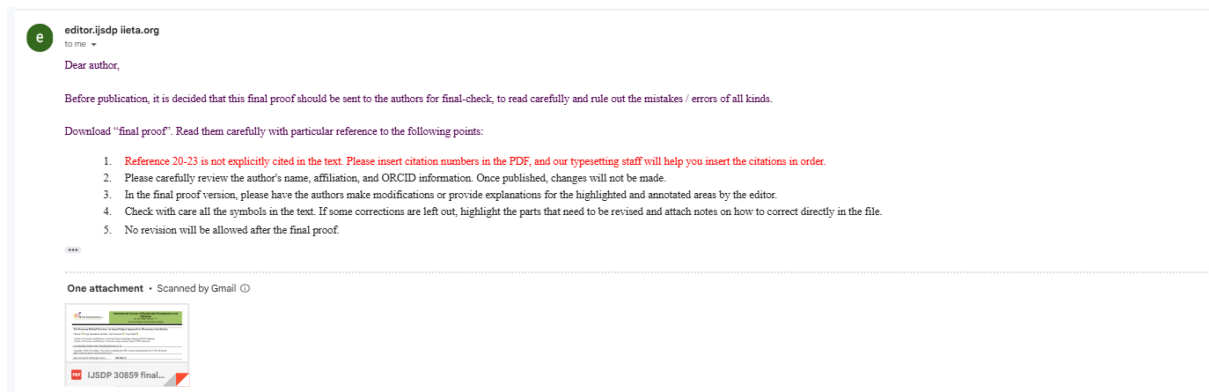 editor.ijsdp iieta.org
e
to me
Dear author,
Before publication, it is decided that this final proof should be sent to the authors for final-check, to read carefully and rule out the mistakes / errors of all kinds.
Download “final proof”. Read them carefully with particular reference to the following points:
1. Reference 20-23 is not explicitly cited in the text. Please insert citation numbers in the PDF, and our typesetting staff will help you insert the citations in order.
2. Please carefully review the author's name, affiliation, and ORCID information. Once published, changes will not be made.
3. In the final proof version, please have the authors make modifications or provide explanations for the highlighted and annotated areas by the editor.
4. Check with care all the symbols in the text. If some corrections are left out, highlight the parts that need to be revised and attach notes on how to correct directly in the file.
5. No revision will be allowed after the final proof.
One attachment • Scanned by Gmail
PDF IJSDP 30859 final...